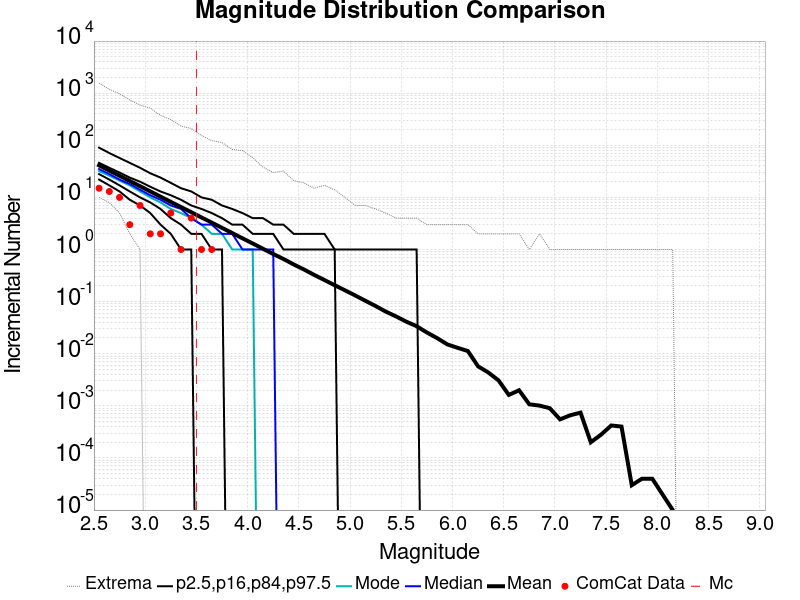 Magnitude Distribution Comparison
10^4
10^3
10^2
10^1
10^0
10^-1
10^-2
10^-3
10^-4
10^-5
Incremental Number
2.5 3.0 3.5 4.0 4.5 5.0 5.5 6.0 6.5 7.0 7.5 8.0 8.5 9.0
Magnitude
Extrema p2.5,p16,p84,p97.5 Mode Median Mean ComCat Data Mc